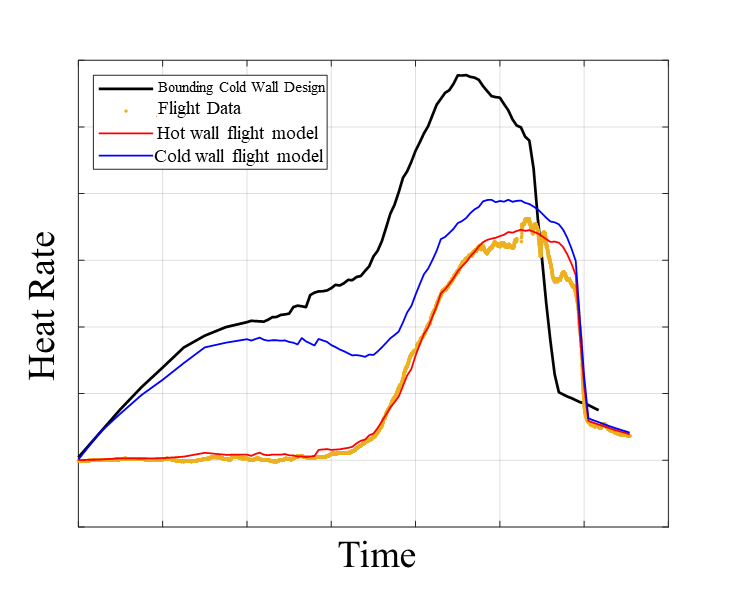 Bounding Cold Wall Design
Flight Data
Hot wall flight model
Cold wall flight model
Heat Rate
Time